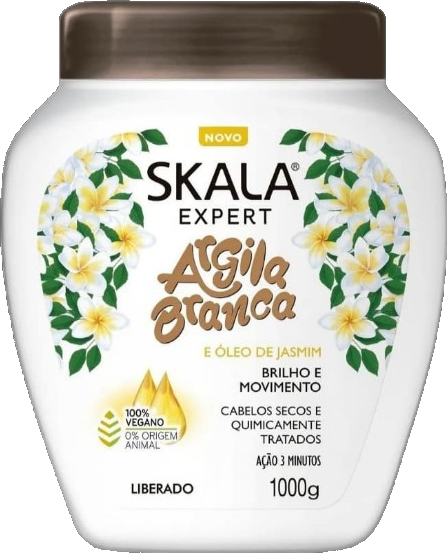 NOVO
SKALA®
EXPERT
Argila
Branca
E ÓLEO DE JASMIM
BRILHO E
MOVIMENTO
CABELOS SECOS E
QUIMICAMENTE
TRATADOS
AÇÃO 3 MINUTOS
100%
VEGANO
0% ORIGEM
ANIMAL
LIBERADO
1000g